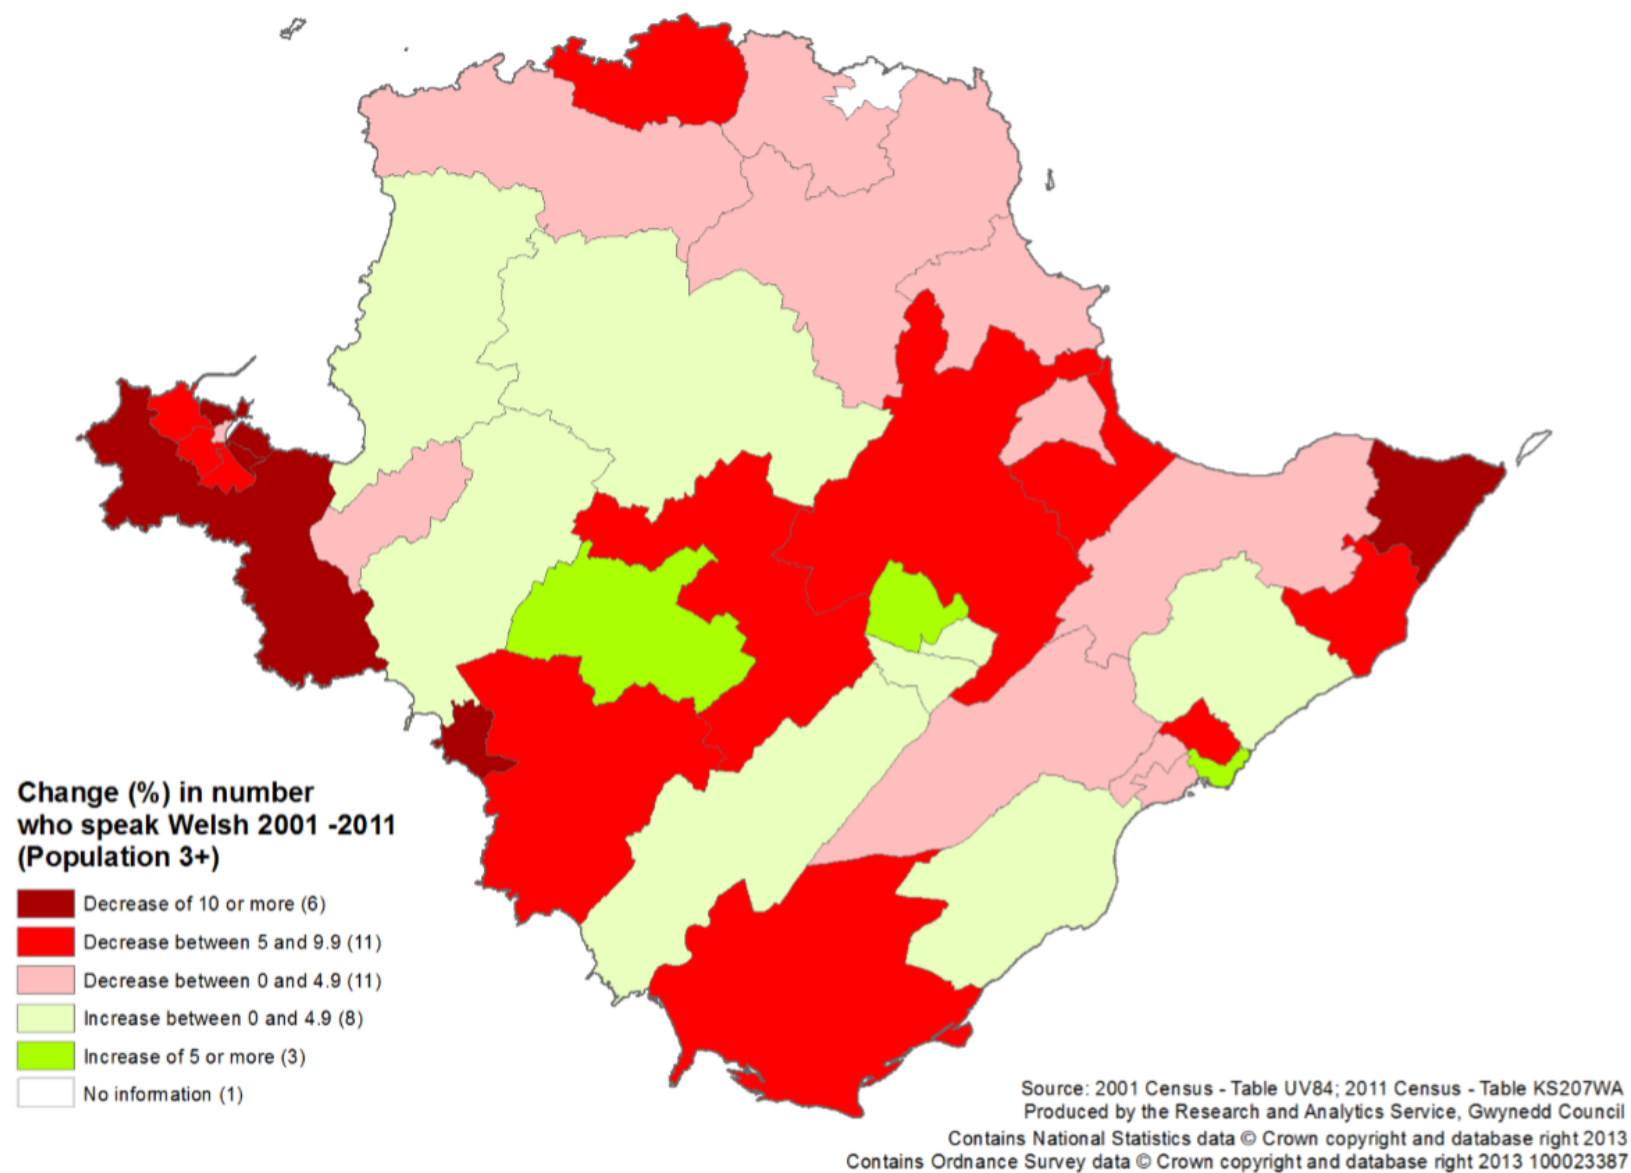 Change (%) in number
who speak Welsh 2001 -2011
(Population 3+)
Decrease of 10 or more (6)
Decrease between 5 and 9.9 (11)
Decrease between 0 and 4.9 (11)
Increase between 0 and 4.9 (8)
Increase of 5 or more (3)
No information (1)
Source: 2001 Census - Table UV84; 2011 Census - Table KS207WA
Produced by the Research and Analytics Service, Gwynedd Council
Contains National Statistics data © Crown copyright and database right 2013
Contains Ordnance Survey data © Crown copyright and database right 2013 100023387